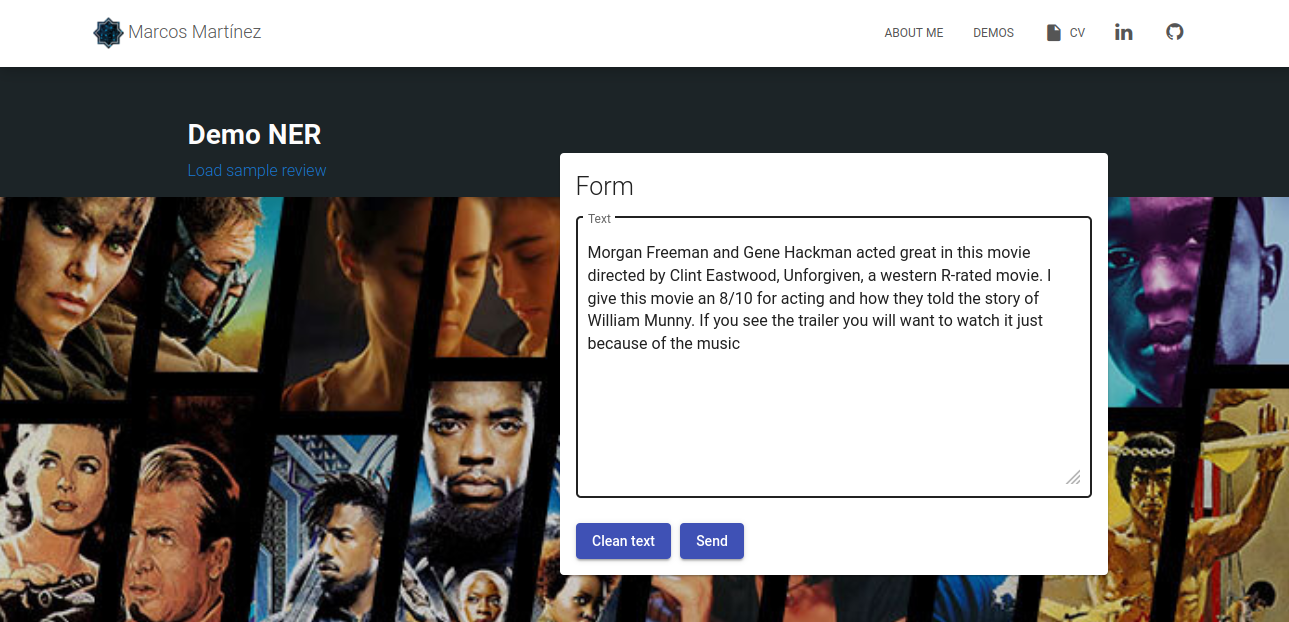 Marcos Martínez
ABOUT ME
DEMOS
CV
in
Demo NER
Load sample review
Form
Text
Morgan Freeman and Gene Hackman acted great in this movie
directed by Clint Eastwood, Unforgiven, a western R-rated movie. I
give this movie an 8/10 for acting and how they told the story of
William Munny. If you see the trailer you will want to watch it just
because of the music
Clean text
Send